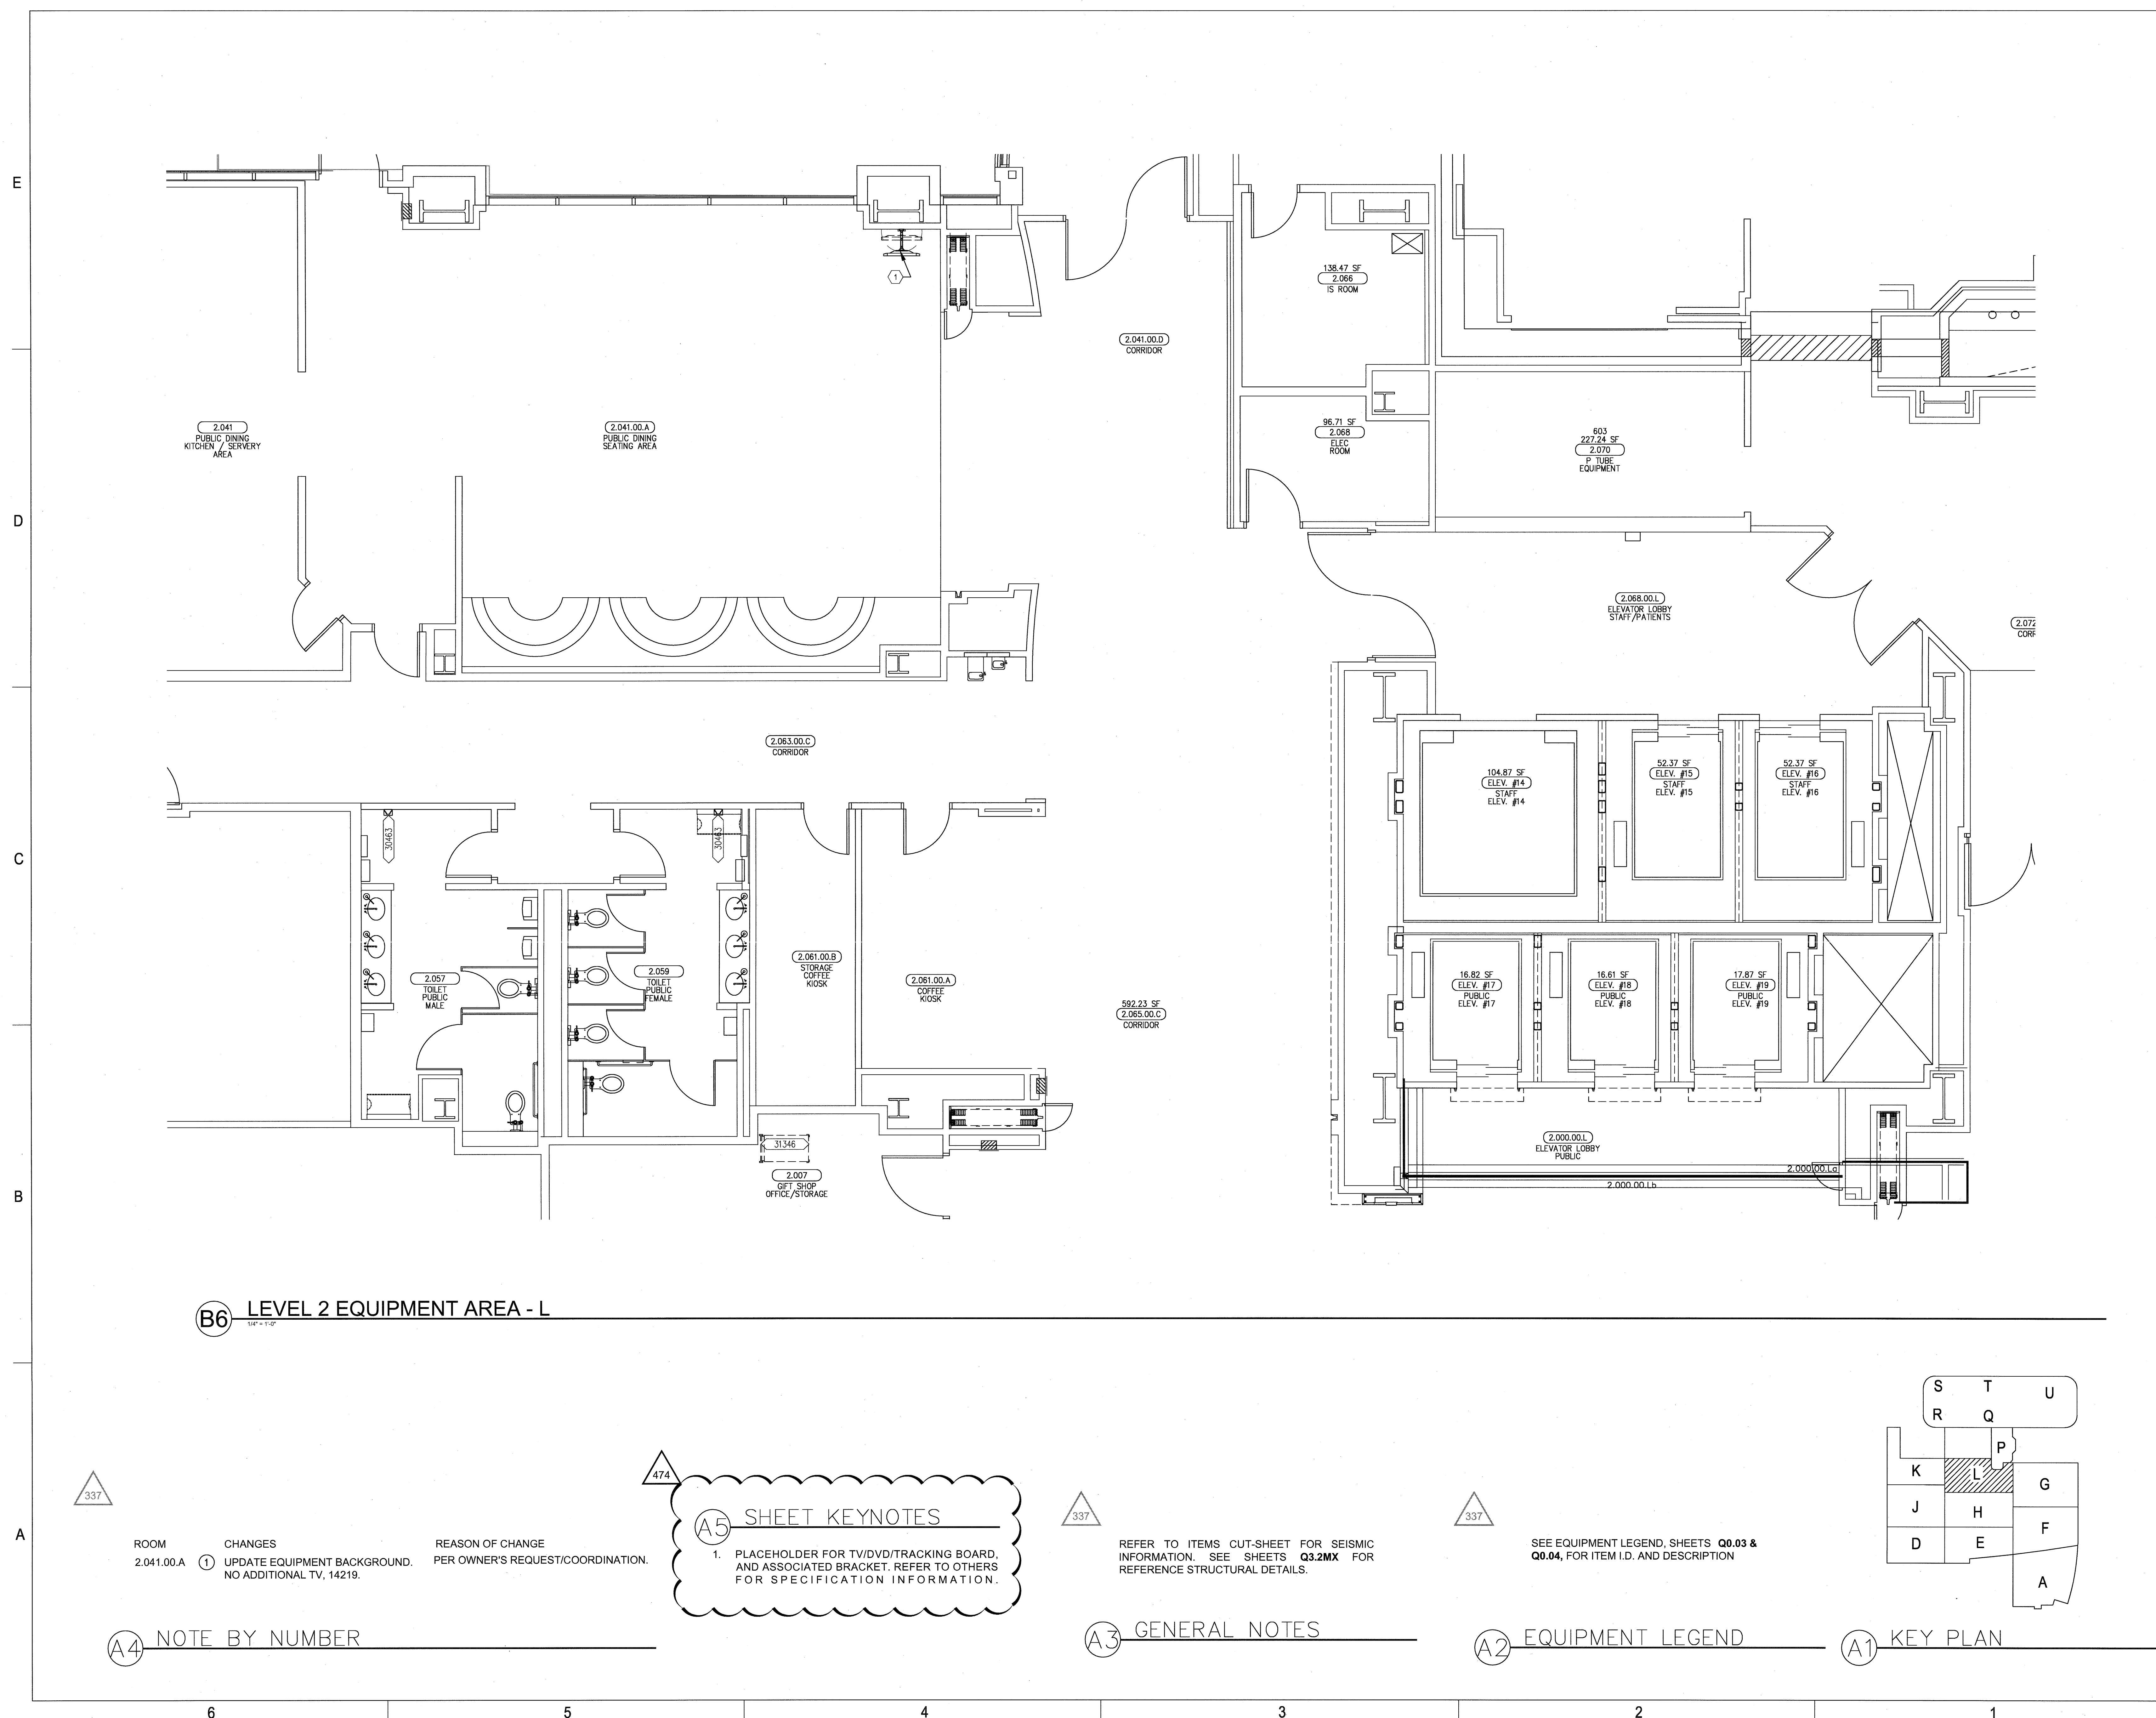 E
D
C
B
A
138.47 SF
2.066
IS ROOM
1
2.041.00.D
CORRIDOR
2.041
PUBLIC DINING
KITCHEN / SERVERY
AREA
2.041.00.A
PUBLIC DINING
SEATING AREA
96.71 SF
2.068
ELEC
ROOM
603
227.24 SF
2.070
P TUBE
EQUIPMENT
2.068.00.L
ELEVATOR LOBBY
STAFF/PATIENTS
2.072
CORF
2.063.00.C
CORRIDOR
104.87 SF
ELEV. #14
STAFF
ELEV. #14
52.37 SF
ELEV. #15
STAFF
ELEV. #15
52.37 SF
ELEV. #16
STAFF
ELEV. #16
30463
30463
2.057
TOILET
PUBLIC
MALE
2.059
TOILET
PUBLIC
FEMALE
2.061.00.B
STORAGE
COFFEE
KIOSK
2.061.00.A
COFFEE
KIOSK
592.23 SF
2.065.00.C
CORRIDOR
16.82 SF
ELEV. #17
PUBLIC
ELEV. #17
16.61 SF
ELEV. #18
PUBLIC
ELEV. #18
17.87 SF
ELEV. #19
PUBLIC
ELEV. #19
31346
2.007
GIFT SHOP
OFFICE/STORAGE
2.000.00.L
ELEVATOR LOBBY
PUBLIC
2.000.00.La
2.000.00.Lb
B6 LEVEL 2 EQUIPMENT AREA - L
1/4" = 1'-0"
337
ROOM CHANGES REASON OF CHANGE
2.041.00.A 1 UPDATE EQUIPMENT BACKGROUND. PER OWNER'S REQUEST/COORDINATION.
NO ADDITIONAL TV, 14219.
A4 NOTE BY NUMBER
474
A5 SHEET KEYNOTES
1. PLACEHOLDER FOR TV/DVD/TRACKING BOARD,
AND ASSOCIATED BRACKET. REFER TO OTHERS
FOR SPECIFICATION INFORMATION.
337
REFER TO ITEMS CUT-SHEET FOR SEISMIC
INFORMATION. SEE SHEETS Q3.2MX FOR
REFERENCE STRUCTURAL DETAILS.
A3 GENERAL NOTES
337
SEE EQUIPMENT LEGEND, SHEETS Q0.03 &
Q0.04, FOR ITEM I.D. AND DESCRIPTION
A2 EQUIPMENT LEGEND
S T U
R Q
P
K L G
J H F
D E
A
A1 KEY PLAN
6 5 4 3 2 1